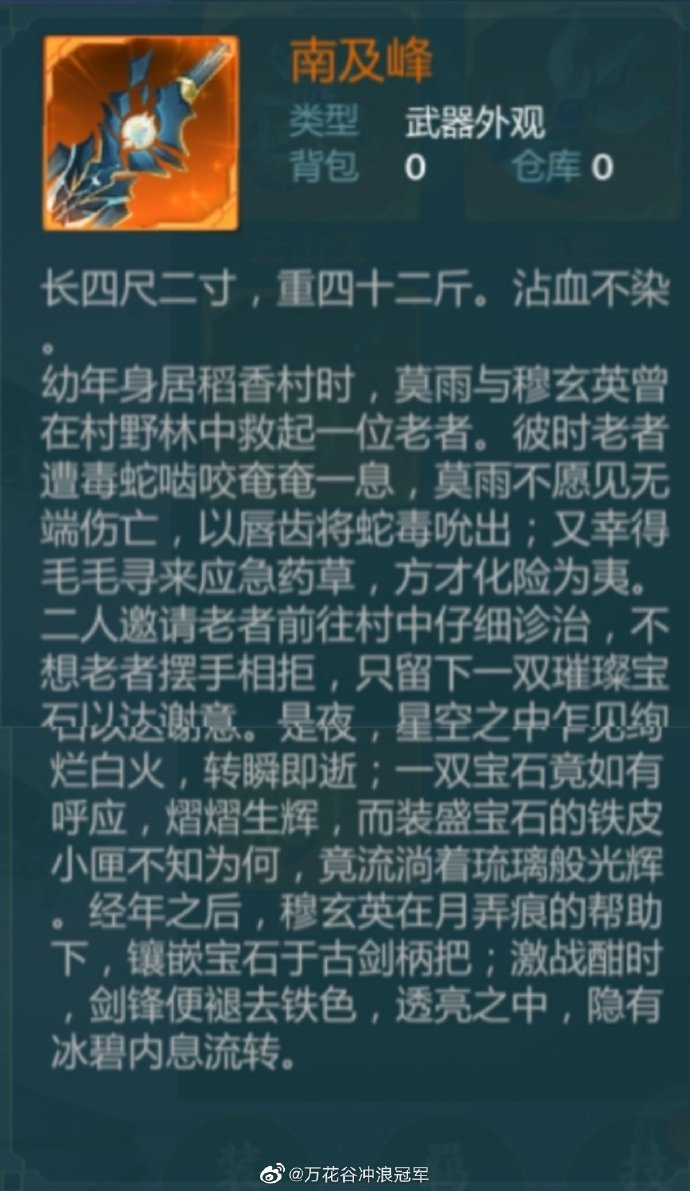 南及峰
类型 武器外观
背包 0 仓库 0
长四尺二寸，重四十二斤。沾血不染
。
幼年身居稻香村时，莫雨与穆玄英曾
在村野林中救起一位老者。彼时老者
遭毒蛇啮咬奄奄一息，莫雨不愿见无
端伤亡，以唇齿将蛇毒吮出；又幸得
毛毛寻来应急药草，方才化险为夷。
二人邀请老者前往村中仔细诊治，不
想老者摆手相拒，只留下一双璀璨宝
石以达谢意。是夜，星空之中乍见绚
烂白火，转瞬即逝；一双宝石竟如有
呼应，熠熠生辉，而装盛宝石的铁皮
小匣不知为何，竟流淌着琉璃般光辉
。经年之后，穆玄英在月弄痕的帮助
下，镶嵌宝石于古剑柄把；激战酣时
，剑锋便褪去铁色，透亮之中，隐有
冰碧内息流转。
@万花谷冲浪冠军